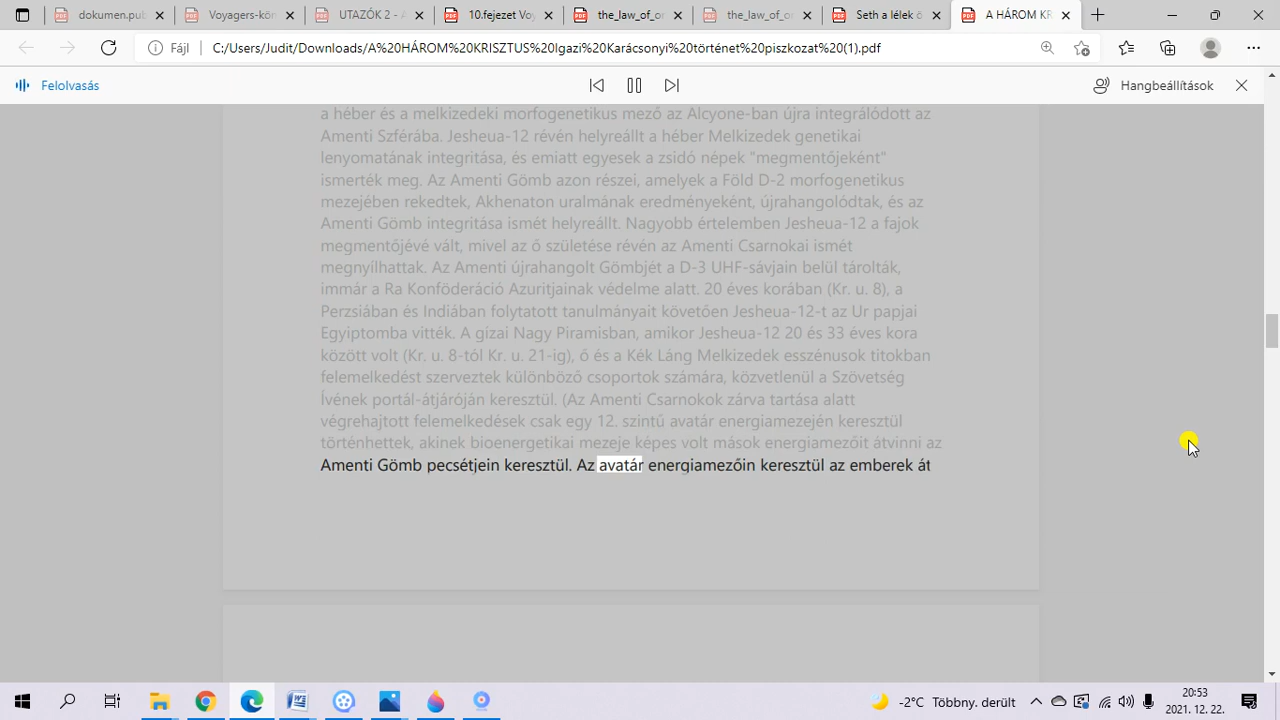 dokumen.pub
Voyagers-kön
UTAZÓK 2 - A
10.fejezet Voy
the_law_of_or
the_law_of_on
Seth a lélek ö
A HÁROM KR
Fájl
C:/Users/Judit/Downloads/A%20HÁROM%20KRISZTUS%20Igazi%20Karácsonyi%20történet%20piszkozat%20(1).pdf
Felolvasás
Hangbeállítások
a héber és a melkizedeki morfogenetikus mező az Alcyone-ban újra integrálódott az
Amenti Szférába. Jesheua-12 révén helyreállt a héber Melkizedek genetikai
lenyomatának integritása, és emiatt egyesek a zsidó népek "megmentőjeként"
ismerték meg. Az Amenti Gömb azon részei, amelyek a Föld D-2 morfogenetikus
mezejében rekedtek, Akhenaton uralmának eredményeként, újrahangolódtak, és az
Amenti Gömb integritása ismét helyreállt. Nagyobb értelemben Jesheua-12 a fajok
megmentőjévé vált, mivel az ő születése révén az Amenti Csarnokai ismét
megnyílhattak. Az Amenti újrahangolt Gömbjét a D-3 UHF-sávjain belül tárolták,
immár a Ra Konföderáció Azuritjainak védelme alatt. 20 éves korában (Kr. u. 8), a
Perzsiában és Indiában folytatott tanulmányait követően Jesheua-12-t az Ur papjai
Egyiptomba vitték. A gízai Nagy Piramisban, amikor Jesheua-12 20 és 33 éves kora
között volt (Kr. u. 8-tól Kr. u. 21-ig), ő és a Kék Láng Melkizedek esszénusok titokban
felemelkedést szerveztek különböző csoportok számára, közvetlenül a Szövetség
Ívének portál-átjáróján keresztül. (Az Amenti Csarnokok zárva tartása alatt
végrehajtott felemelkedések csak egy 12. szintű avatár energiamezején keresztül
történhettek, akinek bioenergetikai mezeje képes volt mások energiamezőit átvinni az
Amenti Gömb pecsétjein keresztül. Az avatár energiamezőin keresztül az emberek át
-2°C Többny. derült
20:53
2021. 12. 22.